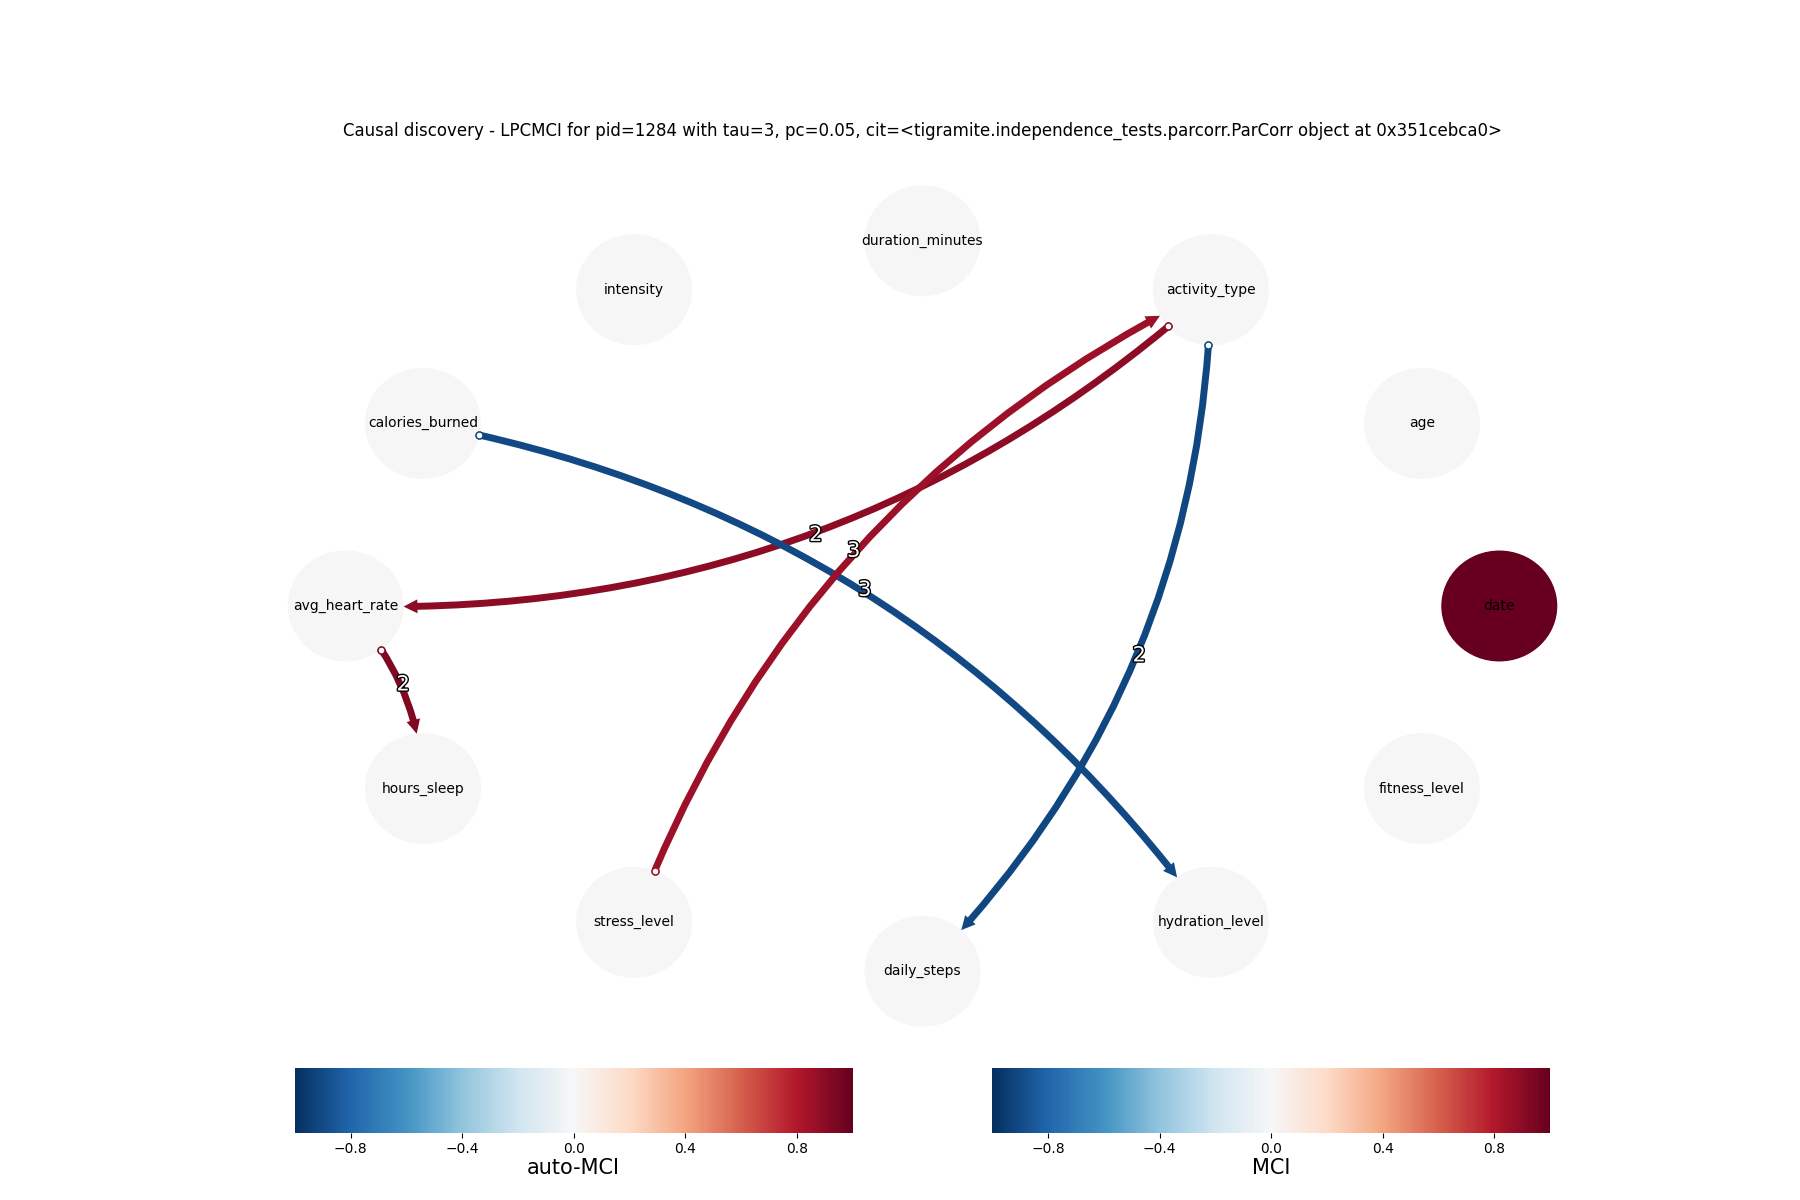 Causal discovery - LPCMCI for pid=1284 with tau=3, pc=0.05, cit=<tigramite.independence_tests.parcorr.ParCorr object at 0x351cebca0>
duration_minutes
intensity
activity_type
calories_burned
age
2
3
3
avg_heart_rate
date
2
2
hours_sleep
fitness_level
stress_level
hydration_level
daily_steps
−0.8 −0.4 0.0 0.4 0.8
auto-MCI
−0.8 −0.4 0.0 0.4 0.8
MCI